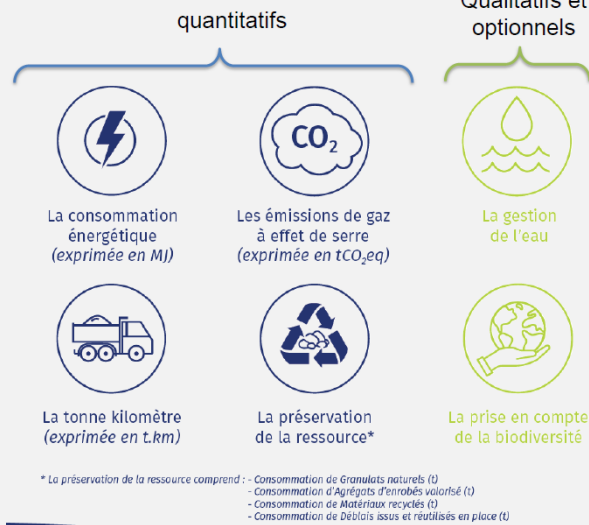 quantitatifs
Qualitatifs et
optionnels
CO₂
La consommation
énergétique
(exprimée en MJ)
Les émissions de gaz
à effet de serre
(exprimée en tCO₂eq)
La gestion
de l'eau
La tonne kilomètre
(exprimée en t.km)
La préservation
de la ressource*
La prise en compte
de la biodiversité
* La préservation de la ressource comprend : - Consommation de Granulats naturels (t)
- Consommation d'Agrégats d'enrobés valorisé (t)
- Consommation de Matériaux recyclés (t)
- Consommation de Déblais issus et réutilisés en place (t)